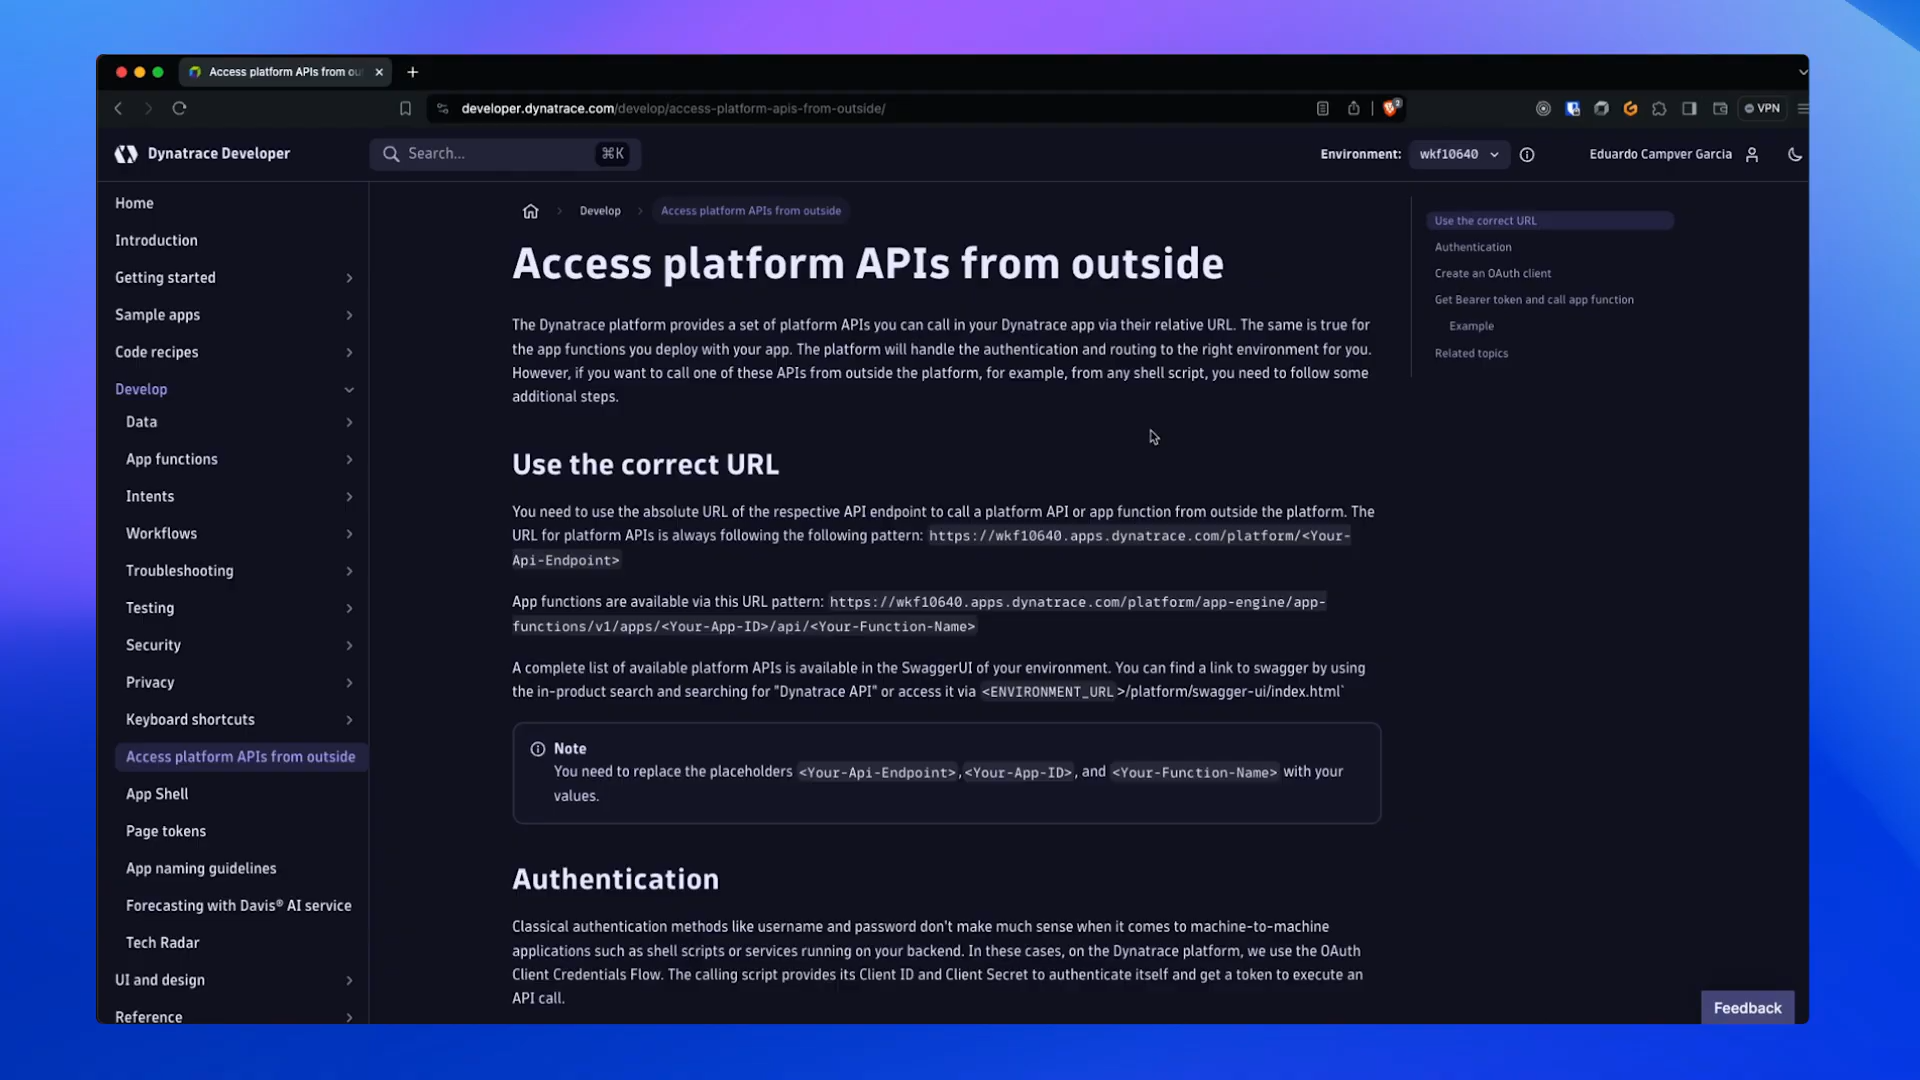 Access platform APIs from ou
developer.dynatrace.com/develop/access-platform-apis-from-outside/
2
VPN
Dynatrace Developer
Search...
⌘K
Environment:
wkf10640
Eduardo Campver Garcia
Home
Introduction
Getting started
Sample apps
Code recipes
Develop
Data
App functions
Intents
Workflows
Troubleshooting
Testing
Security
Privacy
Keyboard shortcuts
Access platform APIs from outside
App Shell
Page tokens
App naming guidelines
Forecasting with Davis® AI service
Tech Radar
UI and design
Reference
Develop
Access platform APIs from outside
Access platform APIs from outside
The Dynatrace platform provides a set of platform APIs you can call in your Dynatrace app via their relative URL. The same is true for
the app functions you deploy with your app. The platform will handle the authentication and routing to the right environment for you.
However, if you want to call one of these APIs from outside the platform, for example, from any shell script, you need to follow some
additional steps.
Use the correct URL
You need to use the absolute URL of the respective API endpoint to call a platform API or app function from outside the platform. The
URL for platform APIs is always following the following pattern: https://wkf10640.apps.dynatrace.com/platform/<Your-
Api-Endpoint>
App functions are available via this URL pattern: https://wkf10640.apps.dynatrace.com/platform/app-engine/app-
functions/v1/apps/<Your-App-ID>/api/<Your-Function-Name>
A complete list of available platform APIs is available in the SwaggerUI of your environment. You can find a link to swagger by using
the in-product search and searching for "Dynatrace API" or access it via <ENVIRONMENT_URL>/platform/swagger-ui/index.html`
Note
You need to replace the placeholders <Your-Api-Endpoint>, <Your-App-ID>, and <Your-Function-Name> with your
values.
Authentication
Classical authentication methods like username and password don't make much sense when it comes to machine-to-machine
applications such as shell scripts or services running on your backend. In these cases, on the Dynatrace platform, we use the OAuth
Client Credentials Flow. The calling script provides its Client ID and Client Secret to authenticate itself and get a token to execute an
API call.
Use the correct URL
Authentication
Create an OAuth client
Get Bearer token and call app function
Example
Related topics
Feedback